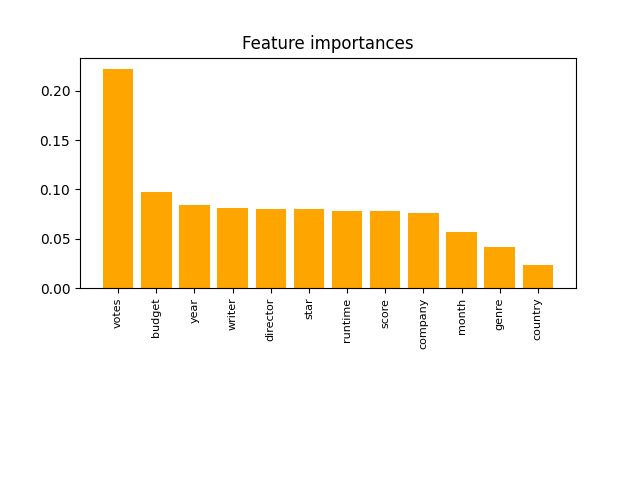 Feature importances
0.20
0.15
0.10
0.05
0.00
votes
budget
year
writer
director
star
runtime
score
company
month
genre
country